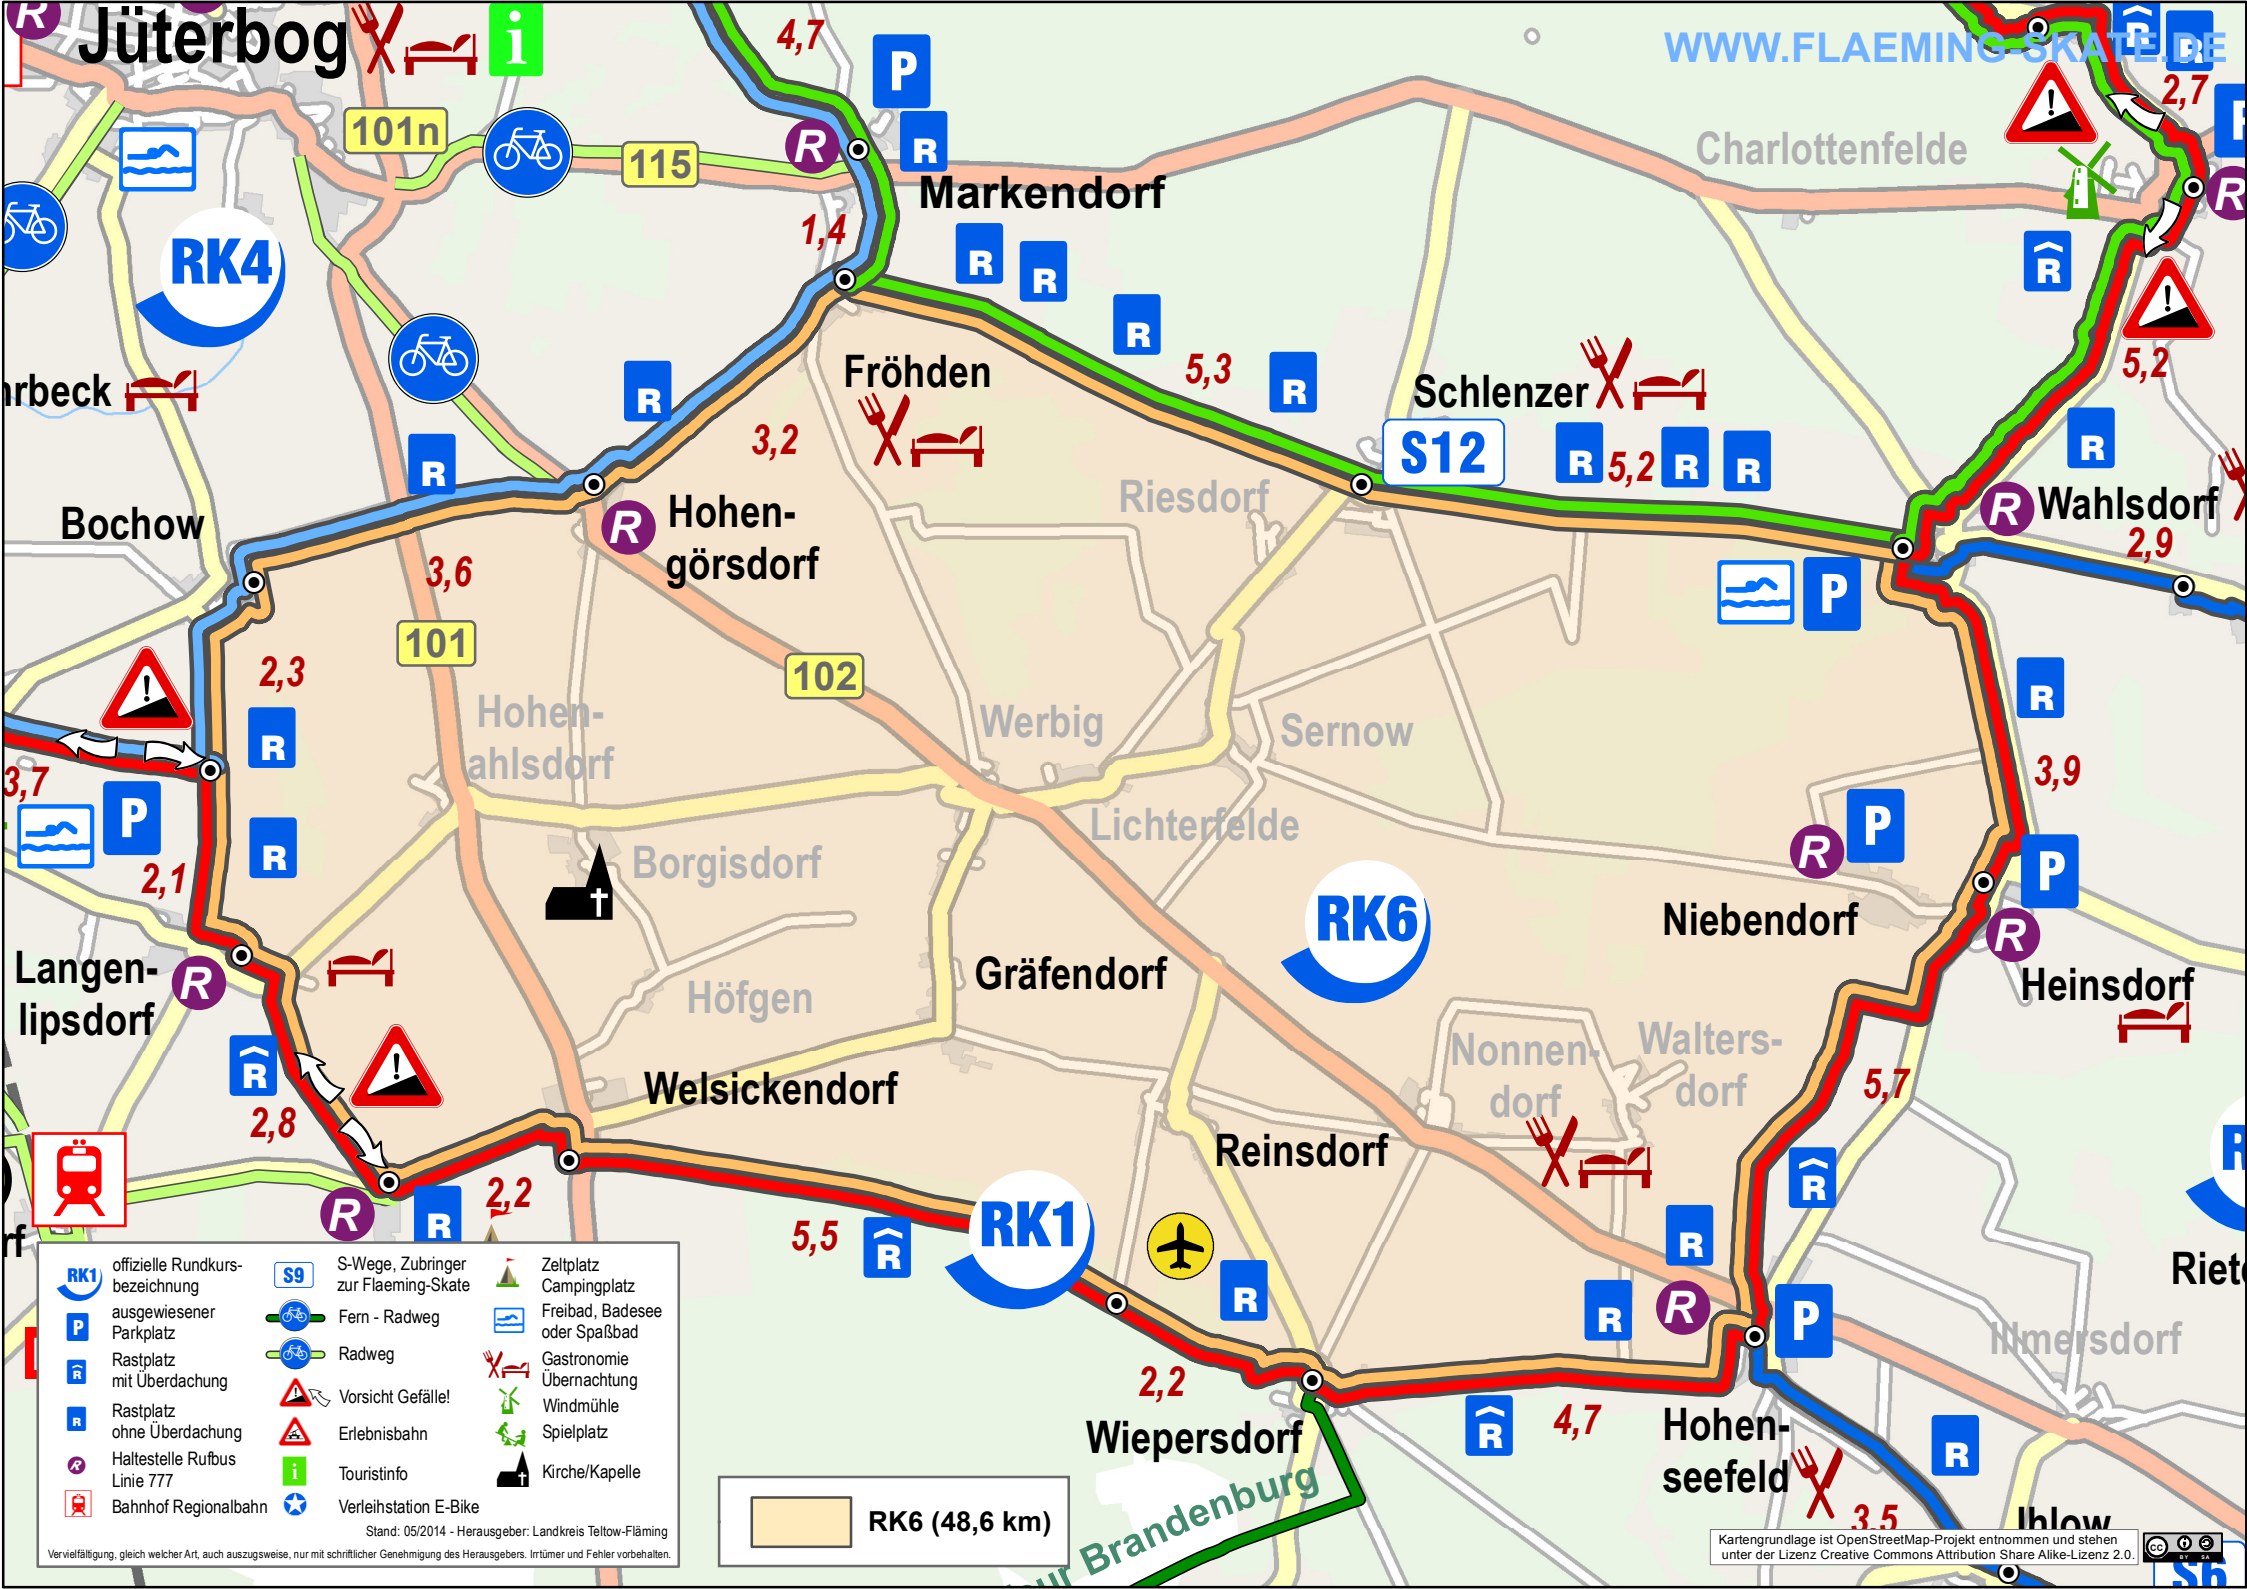 Jüterbog
i
4,7
P
WWW.FLAEMING-SKATE.DE
2,7
101n
115
R
R
Markendorf
Charlottenfelde
RK4
1,4
R
R
R
R
5,3
R
5,2
hrbeck
Fröhden
3,2
Schlenzer
S12
R
5,2
R
R
R
R
R
Riesdorf
R
Wahlsdorf
2,9
Bochow
R
Hohen-
görsdorf
3,6
P
101
102
2,3
R
Hohen-
ahlsdorf
Werbig
Sernow
R
3,7
3,9
P
R
Lichterfelde
R
P
P
2,1
Borgisdorf
RK6
Niebendorf
R
Langen-
lipsdorf
R
Gräfendorf
Höfgen
Heinsdorf
R
Nonnen-
dorf
Walters-
dorf
5,7
2,8
Welsickendorf
Reinsdorf
R
R
R
2,2
RK1
5,5
R
R
R
R
R
P
Riet
Illmersdorf
2,2
Wiepersdorf
R
4,7
Hohen-
seefeld
R
3,5
Ihlow
S6
Tour Brandenburg
RK1
offizielle Rundkurs-
bezeichnung
P
ausgewiesener
Parkplatz
R
Rastplatz
mit Überdachung
R
Rastplatz
ohne Überdachung
R
Haltestelle Rufbus
Linie 777
Bahnhof Regionalbahn
S9
S-Wege, Zubringer
zur Flaeming-Skate
Fern - Radweg
Radweg
Vorsicht Gefälle!
Erlebnisbahn
i
Touristinfo
Verleihstation E-Bike
Zeltplatz
Campingplatz
Freibad, Badesee
oder Spaßbad
Gastronomie
Übernachtung
Windmühle
Spielplatz
Kirche/Kapelle
Stand: 05/2014 - Herausgeber: Landkreis Teltow-Fläming
Vervielfältigung, gleich welcher Art, auch auszugsweise, nur mit schriftlicher Genehmigung des Herausgebers. Irrtümer und Fehler vorbehalten.
RK6 (48,6 km)
Kartengrundlage ist OpenStreetMap-Projekt entnommen und stehen
unter der Lizenz Creative Commons Attribution Share Alike-Lizenz 2.0.
cc
BY SA